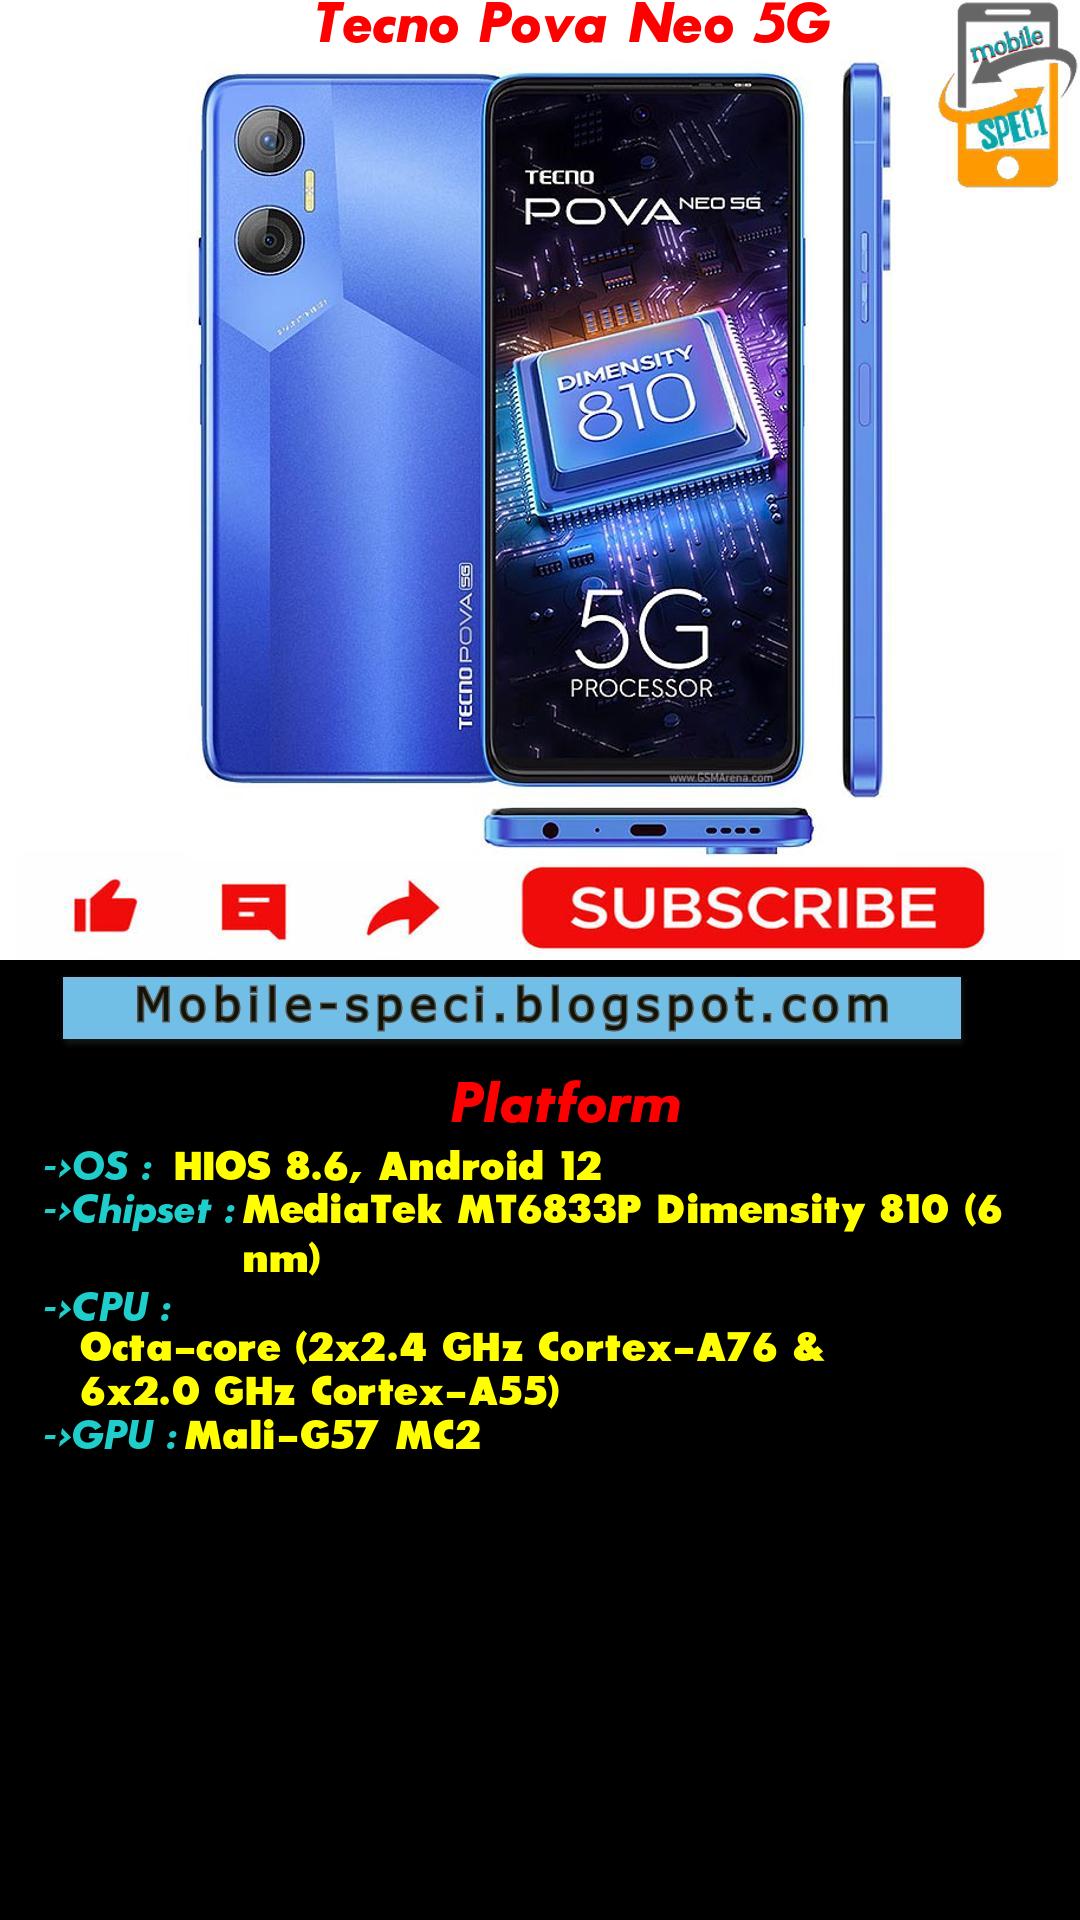 Tecno Pova Neo 5G
mobile
SPECI
TECNO
POVA NEO 5G
DIMENSITY
810
5G
PROCESSOR
www.GSMArena.com
TECNO POVA 5G
SUBSCRIBE
Mobile-speci.blogspot.com
Platform
->OS : HIOS 8.6, Android 12
->Chipset : MediaTek MT6833P Dimensity 810 (6
nm)
->CPU :
Octa-core (2x2.4 GHz Cortex-A76 &
6x2.0 GHz Cortex-A55)
->GPU : Mali-G57 MC2